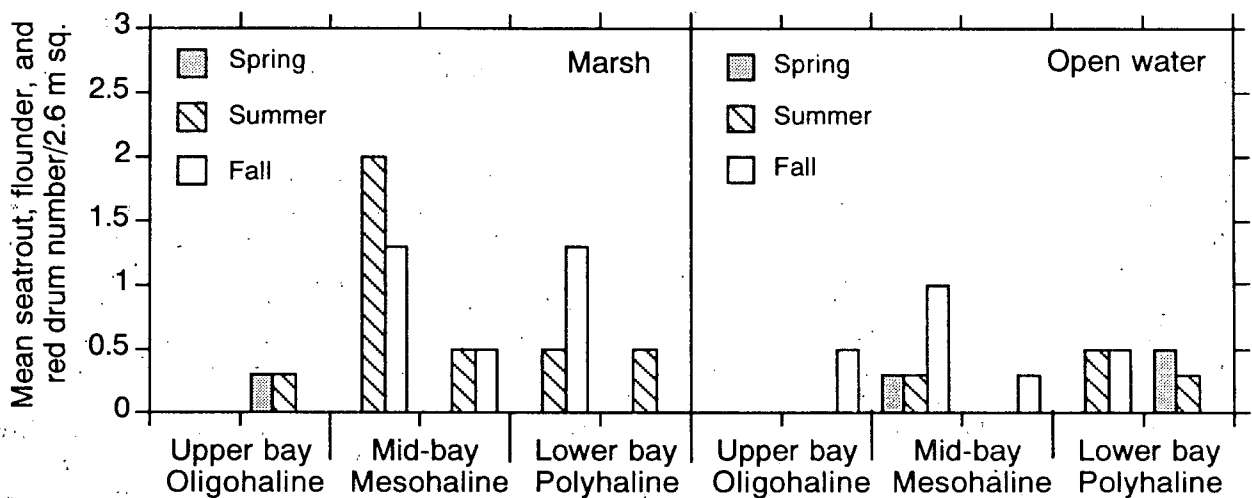 Mean seatrout, flounder, and
red drum number/2.6 m sq.
3
2.5
2
1.5
1
0.5
0
Spring
Summer
Fall
Marsh
Spring
Summer
Fall
Open water
Upper bay
Oligohaline
Mid-bay
Mesohaline
Lower bay
Polyhaline
Upper bay
Oligohaline
Mid-bay
Mesohaline
Lower bay
Polyhaline